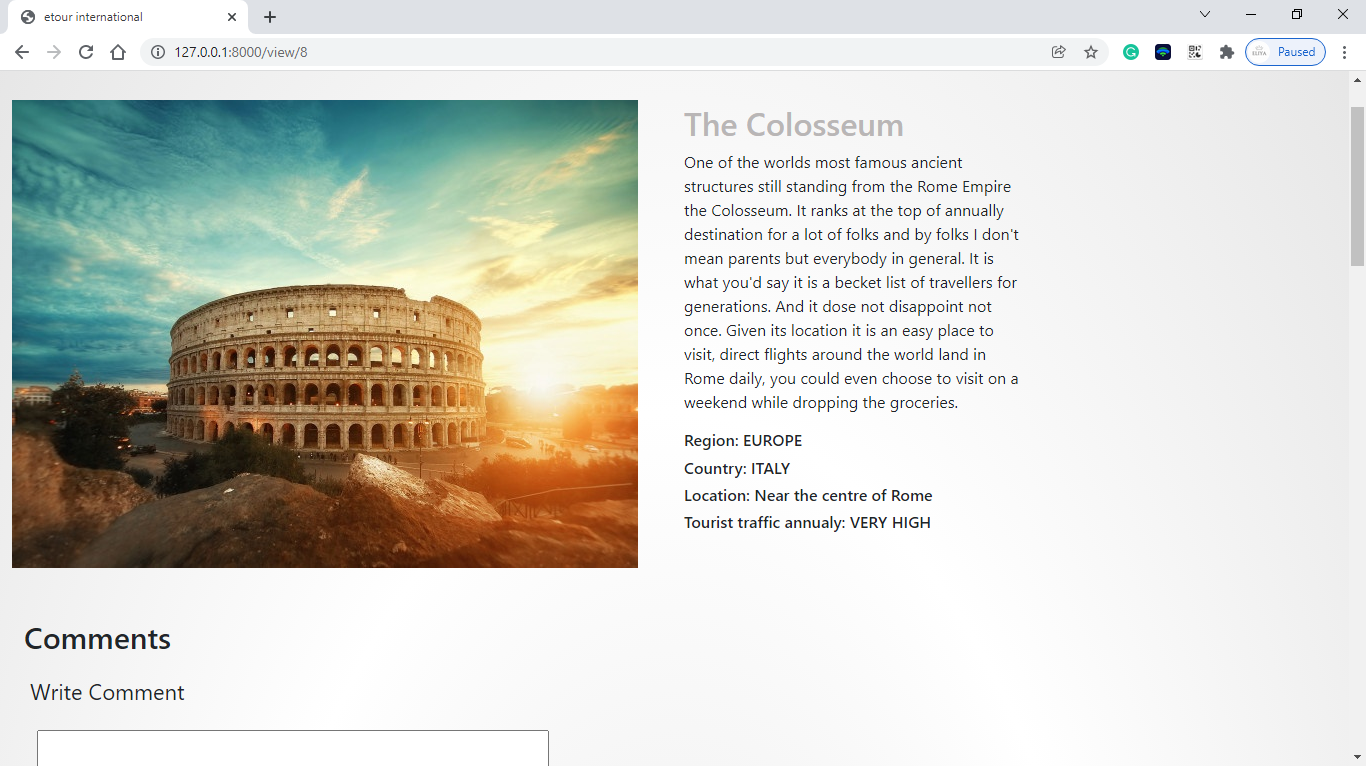 etour international
127.0.0.1:8000/view/8
Paused
The Colosseum
One of the worlds most famous ancient
structures still standing from the Rome Empire
the Colosseum. It ranks at the top of annually
destination for a lot of folks and by folks I don't
mean parents but everybody in general. It is
what you'd say it is a becket list of travellers for
generations. And it dose not disappoint not
once. Given its location it is an easy place to
visit, direct flights around the world land in
Rome daily, you could even choose to visit on a
weekend while dropping the groceries.
Region: EUROPE
Country: ITALY
Location: Near the centre of Rome
Tourist traffic annualy: VERY HIGH
Comments
Write Comment